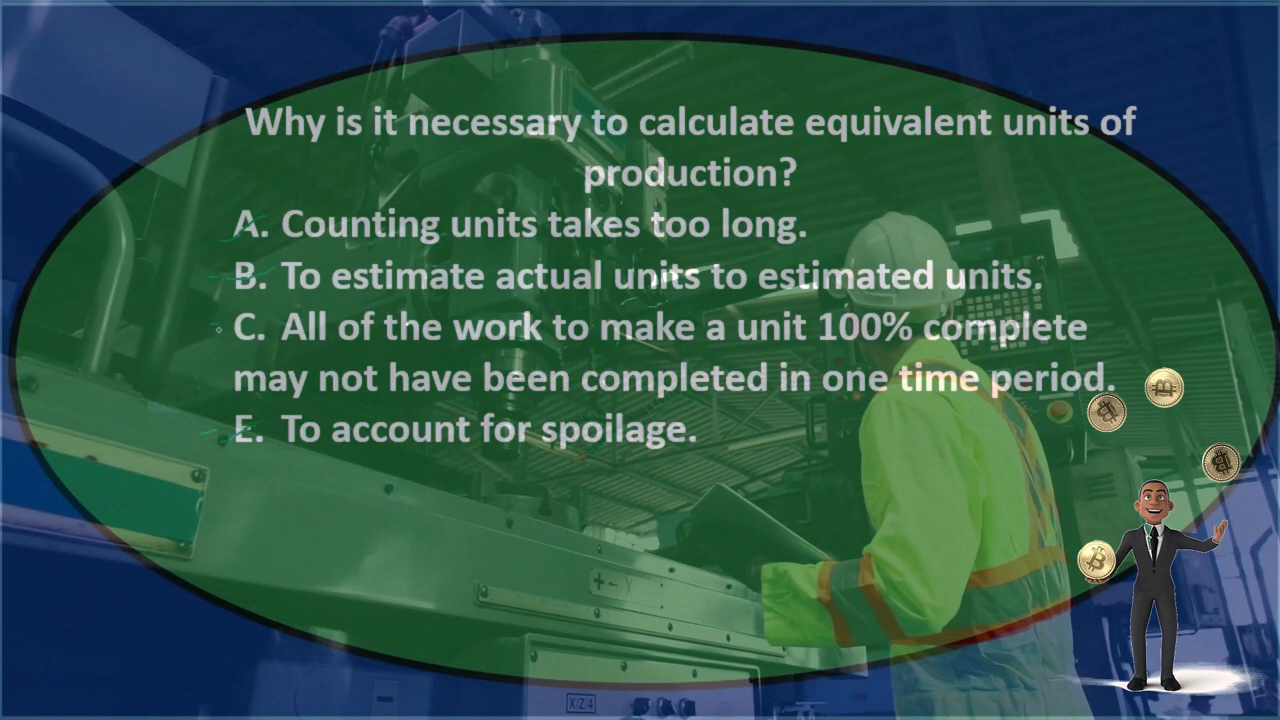 Why is it necessary to calculate equivalent units of
production?
A. Counting units takes too long.
B. To estimate actual units to estimated units.
C. All of the work to make a unit 100% complete
may not have been completed in one time period.
E. To account for spoilage.
+ ← Y
X/Z/4